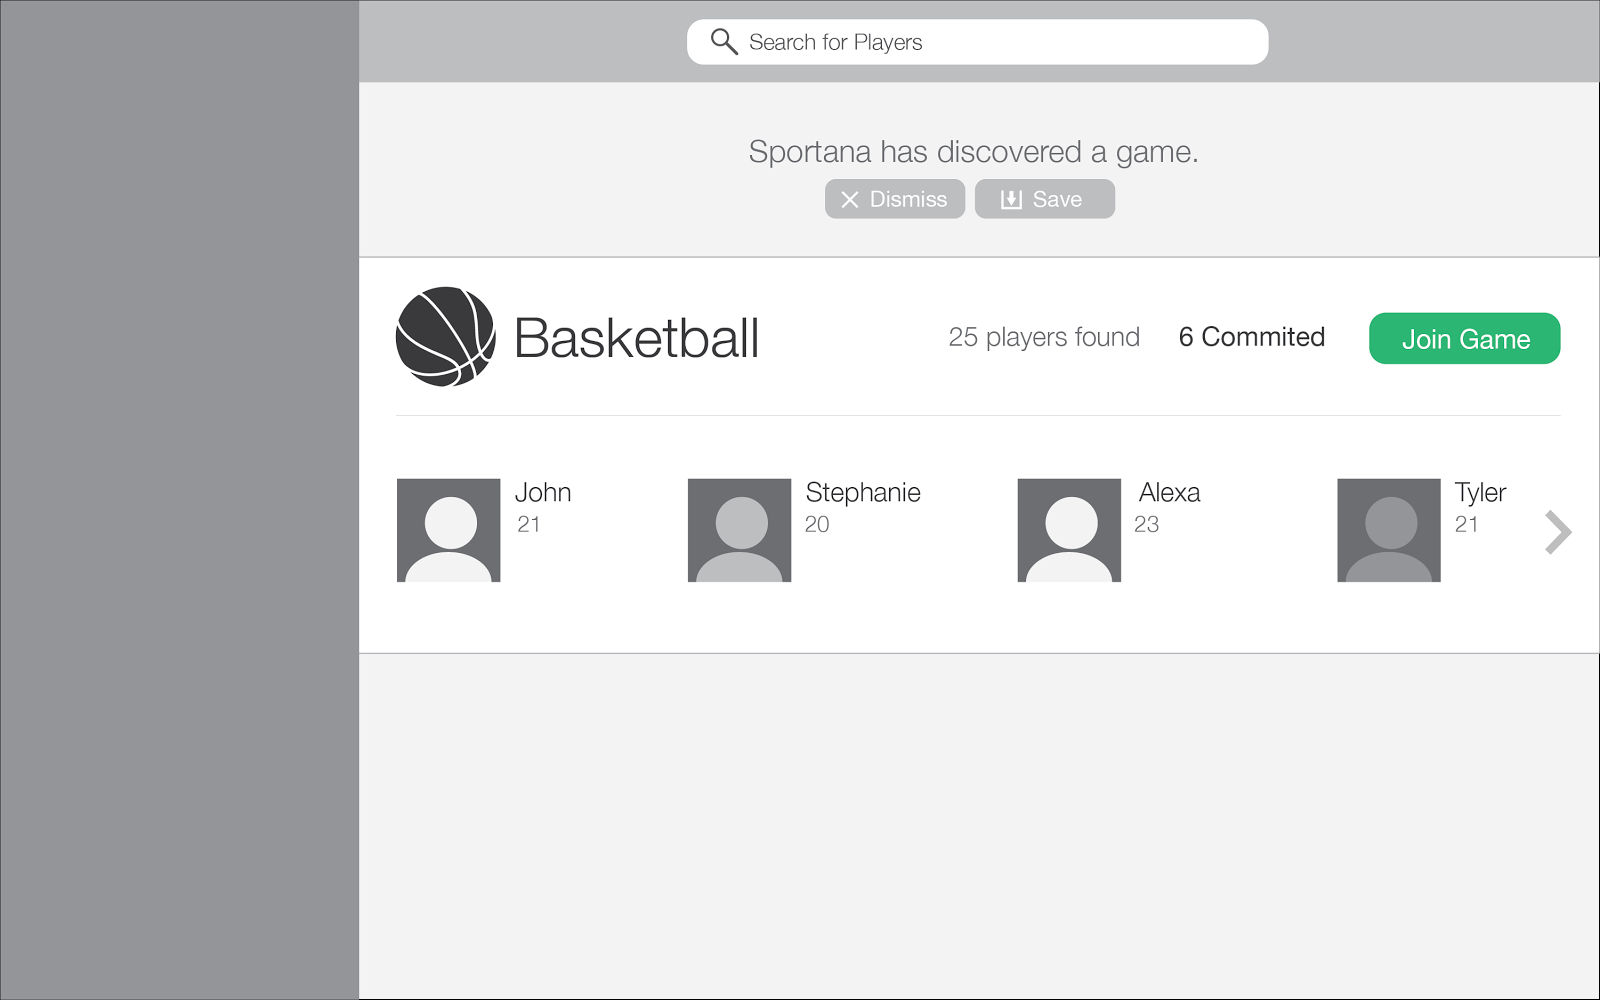 Search for Players
Sportana has discovered a game.
Dismiss
Save
Basketball
25 players found
6 Commited
Join Game
John
21
Stephanie
20
Alexa
23
Tyler
21